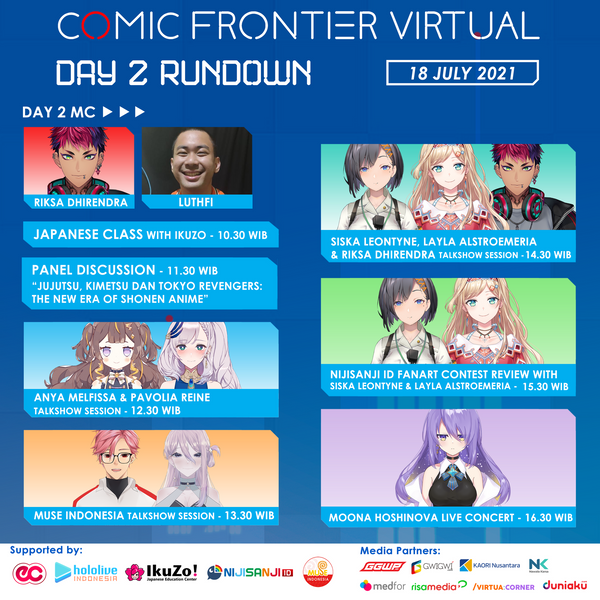 COMIC FRONTIER VIRTUAL
DAY 2 RUNDOWN
18 JULY 2021
DAY 2 MC
RIKSA DHIRENDRA
LUTHFI
JAPANESE CLASS WITH IKUZO - 10.30 WIB
PANEL DISCUSSION - 11.30 WIB
"JUJUTSU, KIMETSU DAN TOKYO REVENGERS:
THE NEW ERA OF SHONEN ANIME"
ANYA MELFISSA & PAVOLIA REINE
TALKSHOW SESSION - 12.30 WIB
MUSE INDONESIA TALKSHOW SESSION - 13.30 WIB
SISKA LEONTYNE, LAYLA ALSTROEMERIA
& RIKSA DHIRENDRA TALKSHOW SESSION -14.30 WIB
NIJISANJI ID FANART CONTEST REVIEW WITH
SISKA LEONTYNE & LAYLA ALSTROEMERIA - 15.30 WIB
MOONA HOSHINOVA LIVE CONCERT - 16.30 WIB
Supported by:
hololive
INDONESIA
IkuZo!
Japanese Education Center
NIJISANJI ID
MUSE
INDONESIA
Media Partners:
GGWP
GWIGWI
KAORI Nusantara
NK
medfor
risamedia
/VIRTUA:CORNER
duniaku